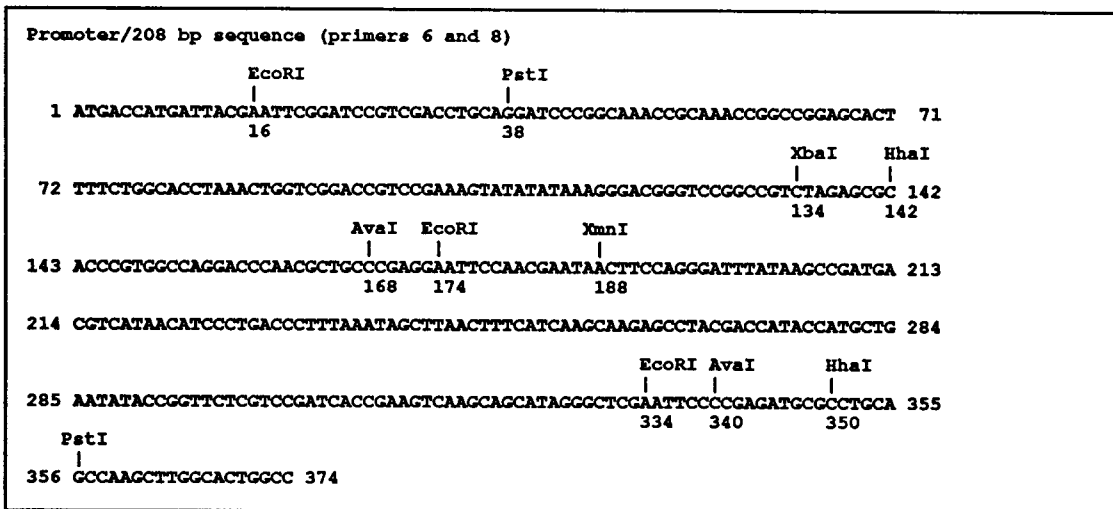 Promoter/208 bp sequence (primers 6 and 8)
EcoRI PstI
1 ATGACCATGATTACGAATTCGGATCCGTCGACCTGCAGGATCCCGGCAAACCGCAAACCGGCCGGAGCACT 71
16 38
XbaI HhaI
72 TTTCTGGCACCTAAACTGGTCGGACCGTCCGAAAGTATATATAAAGGGACGGGTCCGGCCGTCTAGAGCGC 142
134 142
AvaI EcoRI XmnI
143 ACCCGTGGCCAGGACCCAACGCTGCCCGAGGAATTCCAACGAATAACTTCCAGGGATTTATAAGCCGATGA 213
168 174 188
214 CGTCATAACATCCCTGACCCTTTAAATAGCTTAACTTTCATCAAGCAAGAGCCTACGACCATACCATGCTG 284
EcoRI AvaI HhaI
285 AATATACCGGTTCTCGTCCGATCACCGAAGTCAAGCAGCATAGGGCTCGAATTCCCCGAGATGCGCCTGCA 355
334 340 350
PstI
356 GCCAAGCTTGGCACTGGCC 374